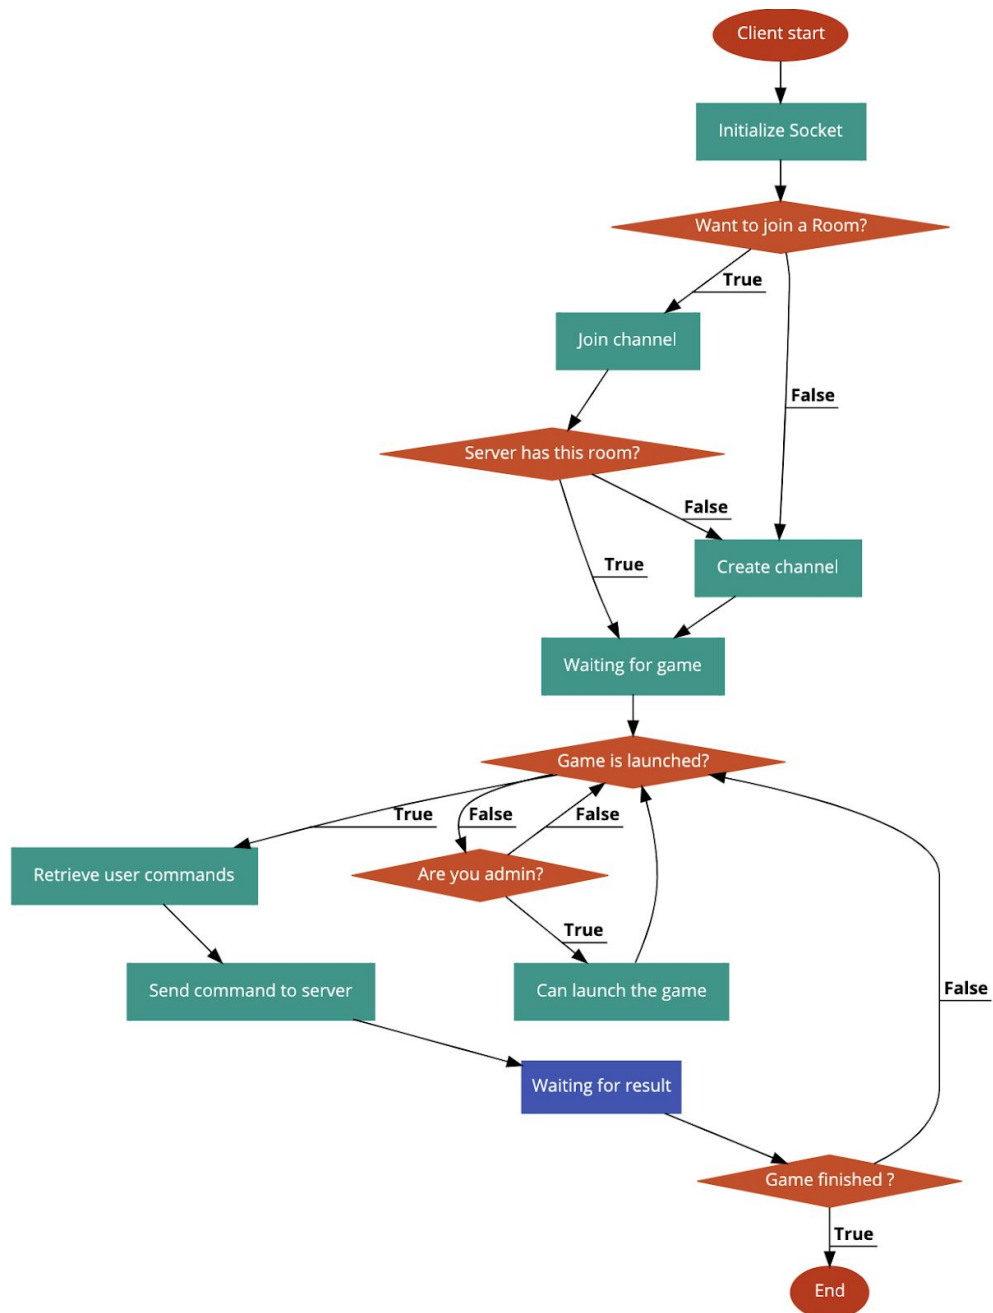 Client start
Initialize Socket
Want to join a Room?
True
Join channel
False
Server has this room?
False
True
Create channel
Waiting for game
Game is launched?
True
False
False
Retrieve user commands
Are you admin?
True
Send command to server
Can launch the game
False
Waiting for result
Game finished ?
True
End